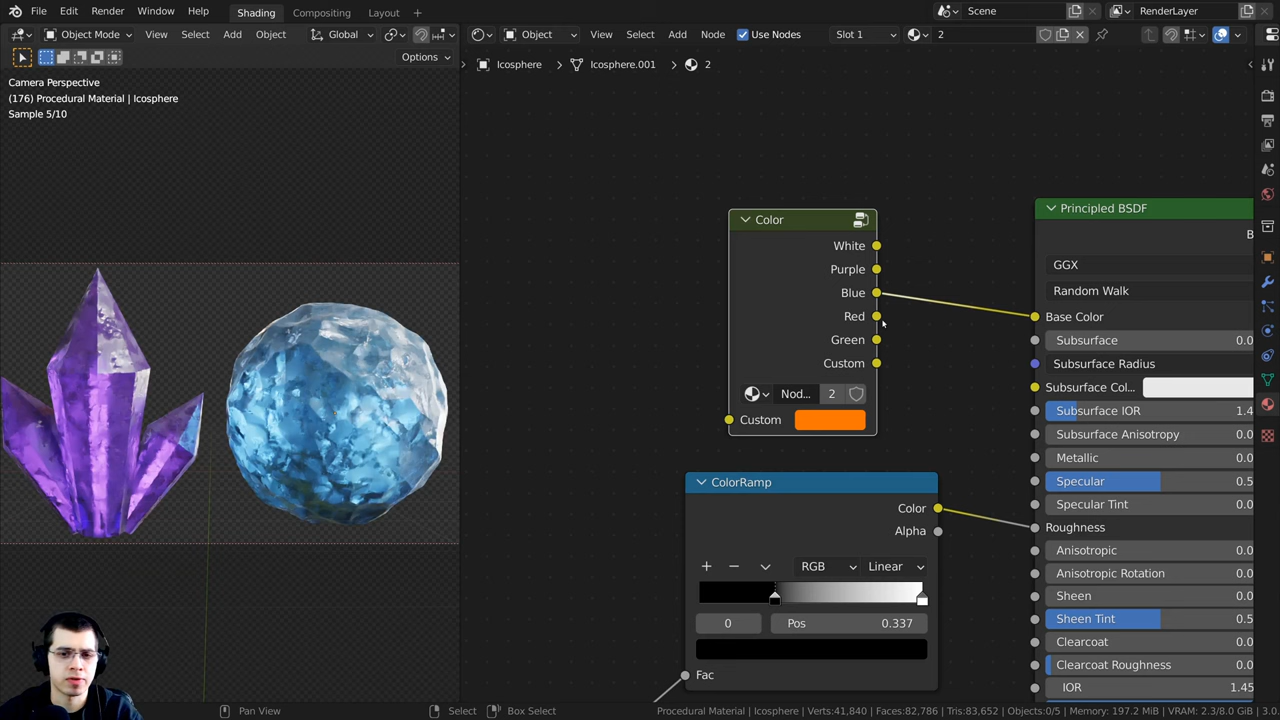 File Edit Render Window Help Shading Compositing Layout + Scene RenderLayer
Object Mode View Select Add Object Global Object View Select Add Node Use Nodes Slot 1 2
Options
Icosphere > Icosphere.001 > 2
Camera Perspective
(176) Procedural Material | Icosphere
Sample 5/10
Color
White
Purple
Blue
Red
Green
Custom
Nod... 2
Custom
ColorRamp
Color
Alpha
+ − RGB Linear
0 Pos 0.337
Fac
Principled BSDF
B
GGX
Random Walk
Base Color
Subsurface 0.0
Subsurface Radius
Subsurface Col...
Subsurface IOR 1.4
Subsurface Anisotropy 0.0
Metallic 0.0
Specular 0.5
Specular Tint 0.0
Roughness
Anisotropic 0.0
Anisotropic Rotation 0.0
Sheen 0.0
Sheen Tint 0.5
Clearcoat 0.0
Clearcoat Roughness 0.0
IOR 1.45
Pan View Select Box Select Procedural Material | Icosphere | Verts:41,840 | Faces:82,786 | Tris:83,652 | Objects:0/5 | Memory: 197.2 MiB | VRAM: 2.3/8.0 GiB | 3.0